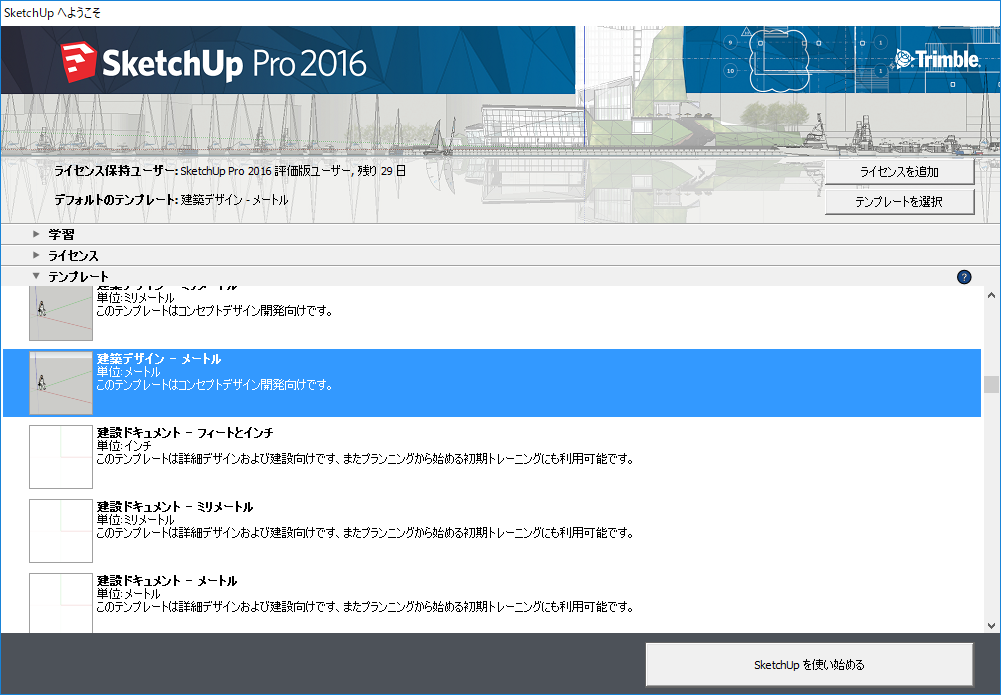 SketchUp へようこそ
SketchUp Pro 2016
Trimble.
ライセンス保持ユーザー: SketchUp Pro 2016 評価版ユーザー, 残り 29 日
ライセンスを追加
デフォルトのテンプレート: 建築デザイン - メートル
テンプレートを選択
学習
ライセンス
テンプレート
?
建築デザイン - ミリメートル
単位:ミリメートル
このテンプレートはコンセプトデザイン開発向けです。
建築デザイン - メートル
単位:メートル
このテンプレートはコンセプトデザイン開発向けです。
建設ドキュメント - フィートとインチ
単位:インチ
このテンプレートは詳細デザインおよび建設向けです、またプランニングから始める初期トレーニングにも利用可能です。
建設ドキュメント - ミリメートル
単位:ミリメートル
このテンプレートは詳細デザインおよび建設向けです、またプランニングから始める初期トレーニングにも利用可能です。
建設ドキュメント - メートル
単位:メートル
このテンプレートは詳細デザインおよび建設向けです、またプランニングから始める初期トレーニングにも利用可能です。
SketchUp を使い始める